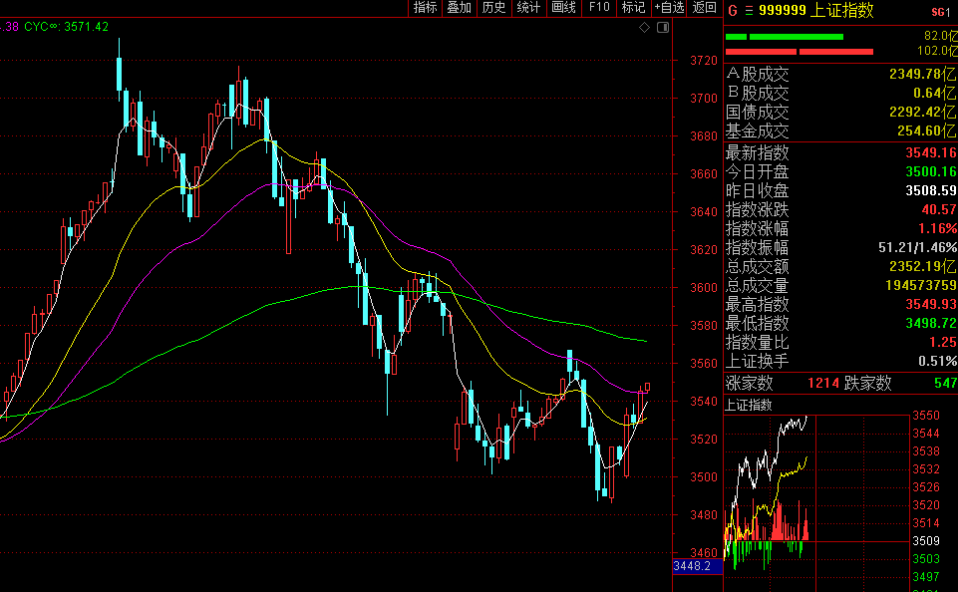 指标 叠加 历史 统计 画线 F10 标记 +自选 返回
G 999999 上证指数 SG1
4.38 CYC∞: 3571.42
82.0亿
102.0亿
A股成交 2349.78亿
B股成交 0.64亿
国债成交 2292.42亿
基金成交 254.60亿
最新指数 3549.16
今日开盘 3500.16
昨日收盘 3508.59
指数涨跌 40.57
指数涨幅 1.16%
指数振幅 51.21/1.46%
总成交额 2352.19亿
总成交量 194573759
最高指数 3549.93
最低指数 3498.72
指数量比 1.25
上证换手 0.51%
涨家数 1214 跌家数 547
上证指数
3720
3700
3680
3660
3640
3620
3600
3580
3560
3540
3520
3500
3480
3460
3448.2
3550
3544
3538
3532
3526
3520
3514
3509
3503
3497